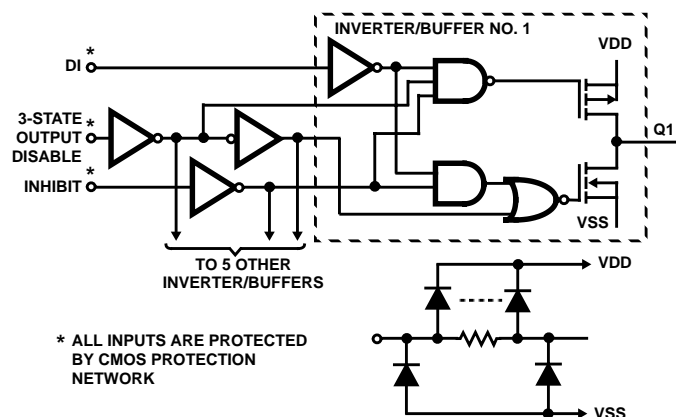 INVERTER/BUFFER NO. 1
*
DI
VDD
*
3-STATE
OUTPUT
DISABLE
Q1
*
INHIBIT
VSS
TO 5 OTHER
INVERTER/BUFFERS
VDD
* ALL INPUTS ARE PROTECTED
BY CMOS PROTECTION
NETWORK
VSS